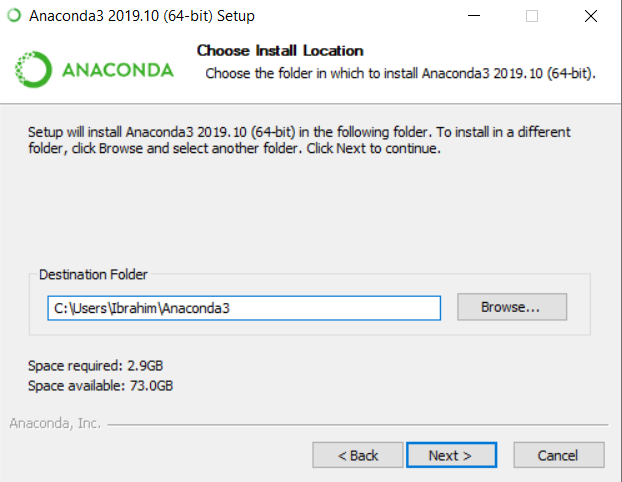 Anaconda3 2019.10 (64-bit) Setup
Choose Install Location
ANACONDA
Choose the folder in which to install Anaconda3 2019.10 (64-bit).
Setup will install Anaconda3 2019.10 (64-bit) in the following folder. To install in a different
folder, click Browse and select another folder. Click Next to continue.
Destination Folder
C:\Users\Ibrahim\Anaconda3
Browse...
Space required: 2.9GB
Space available: 73.0GB
Anaconda, Inc.
< Back
Next >
Cancel